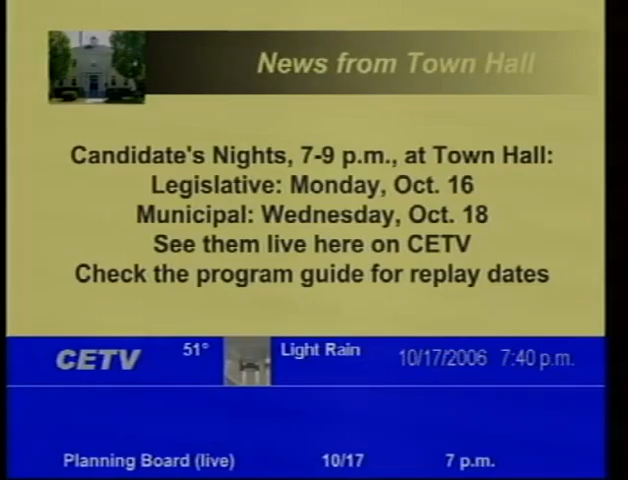 News from Town Hall
Candidate's Nights, 7-9 p.m., at Town Hall:
Legislative: Monday, Oct. 16
Municipal: Wednesday, Oct. 18
See them live here on CETV
Check the program guide for replay dates
CETV 51° Light Rain 10/17/2006 7:40 p.m.
Planning Board (live) 10/17 7 p.m.